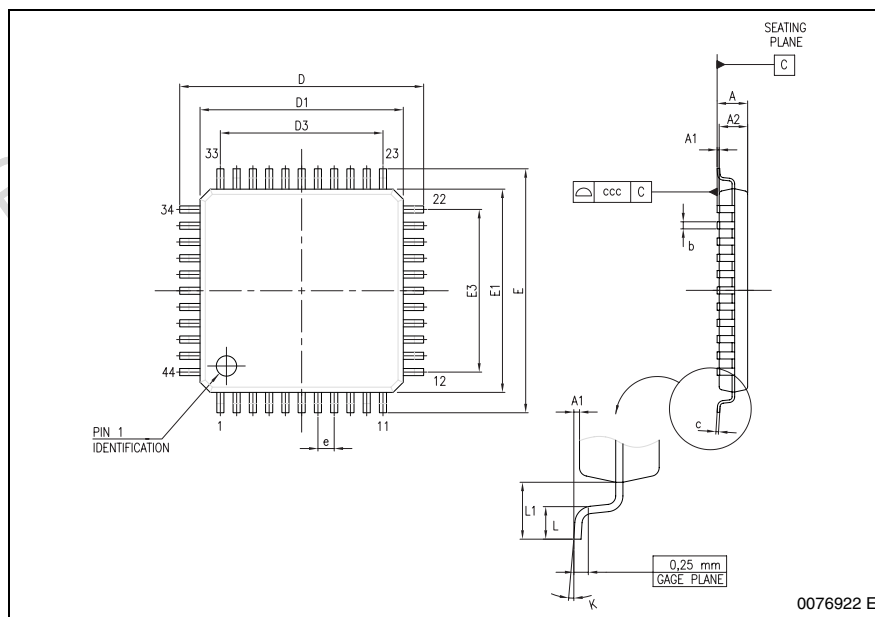 SEATING
PLANE
C
D
A
D1
A2
D3
A1
33
23
ccc
C
34
22
b
E3
E1
E
44
12
A1
c
PIN 1
IDENTIFICATION
1
e
11
L1
L
0,25 mm
GAGE PLANE
K
0076922 E